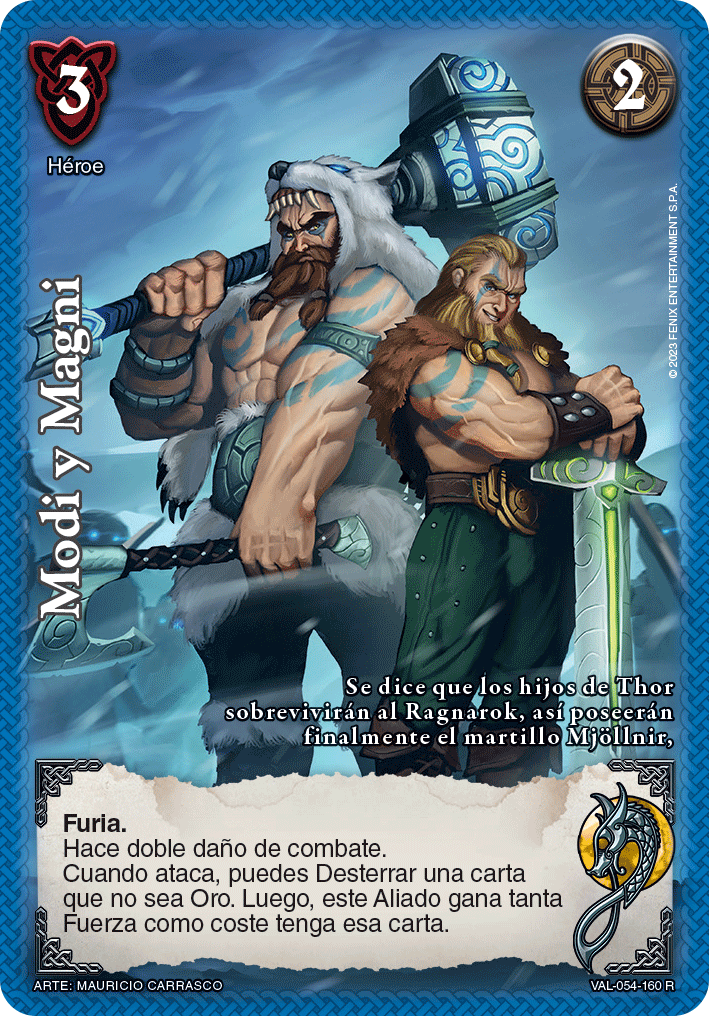 3
2
Héroe
© 2023 FENIX ENTERTAINMENT S.P.A.
Modi y Magni
Se dice que los hijos de Thor
sobrevivirán al Ragnarok, así poseerán
finalmente el martillo Mjöllnir,
Furia.
Hace doble daño de combate.
Cuando ataca, puedes Desterrar una carta
que no sea Oro. Luego, este Aliado gana tanta
Fuerza como coste tenga esa carta.
ARTE: MAURICIO CARRASCO
VAL-054-160 R